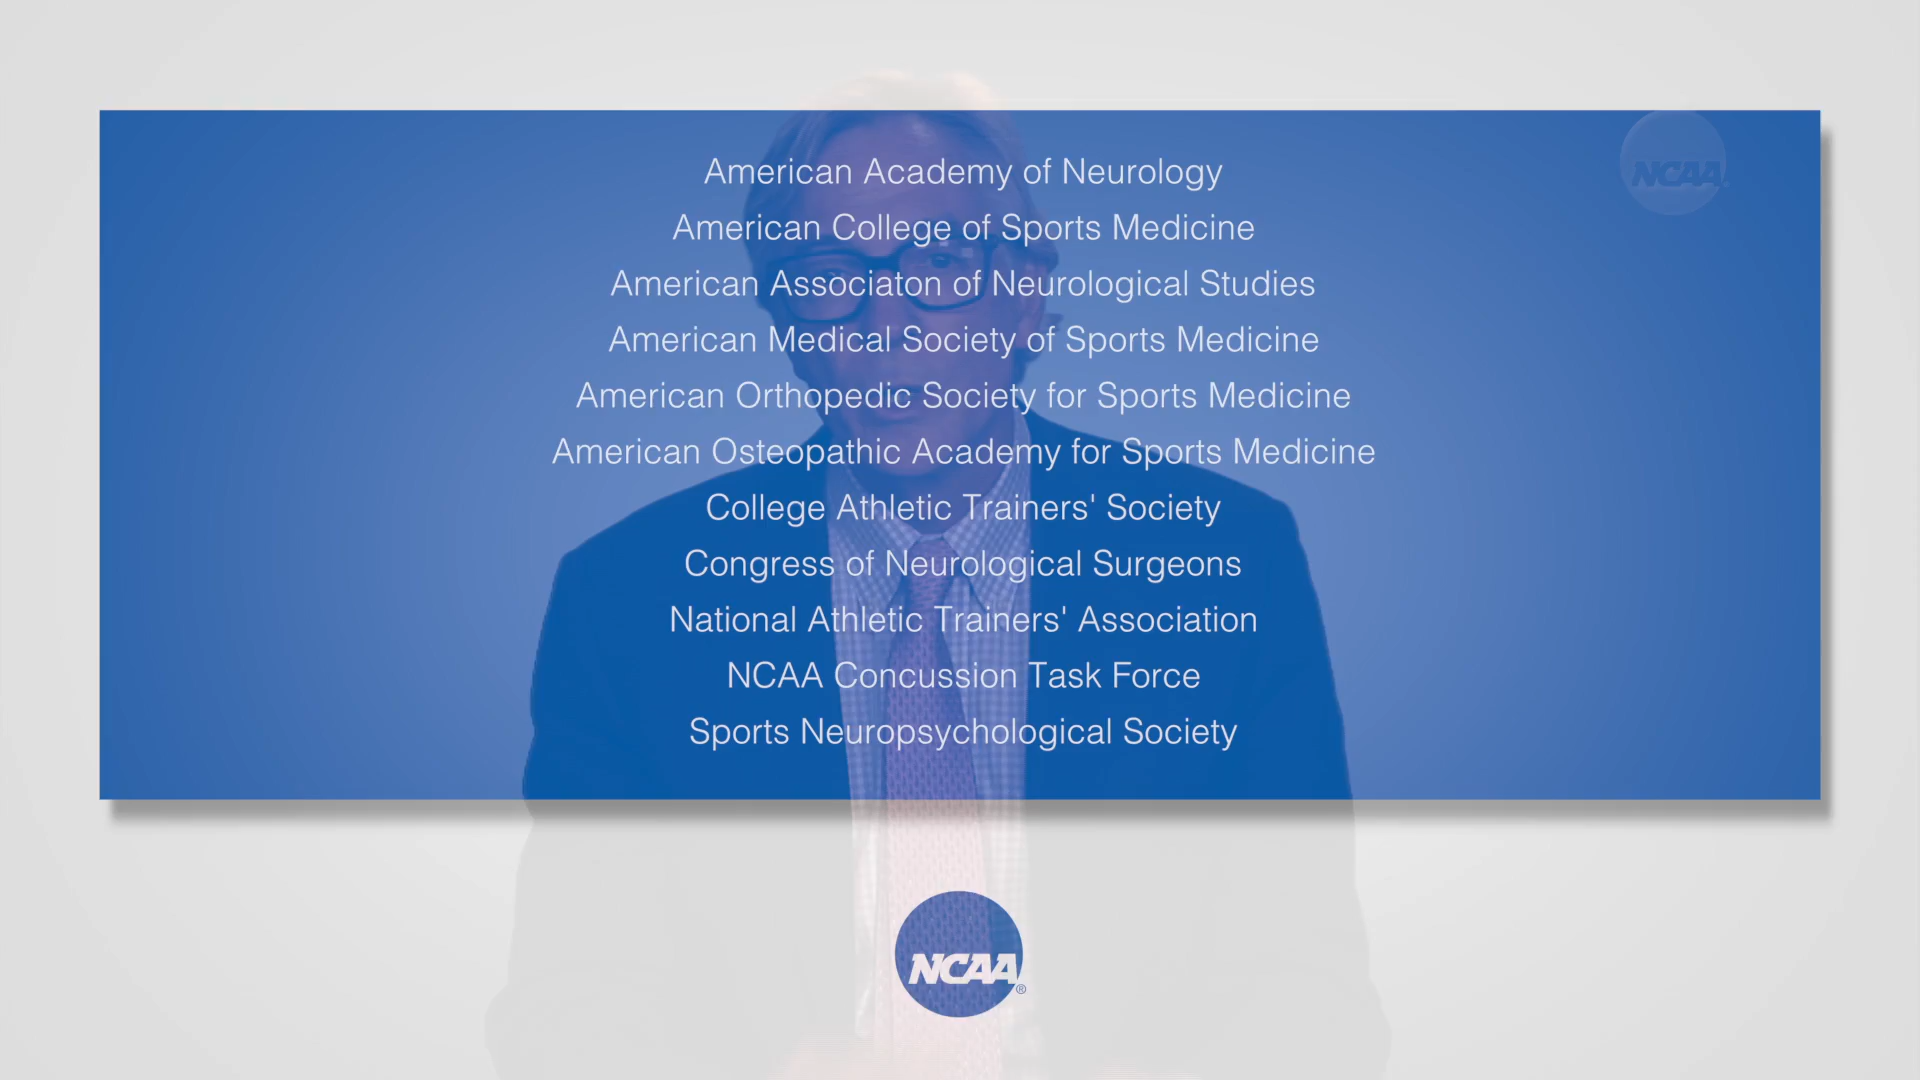 NCAA
American Academy of Neurology
American College of Sports Medicine
American Associaton of Neurological Studies
American Medical Society of Sports Medicine
American Orthopedic Society for Sports Medicine
American Osteopathic Academy for Sports Medicine
College Athletic Trainers' Society
Congress of Neurological Surgeons
National Athletic Trainers' Association
NCAA Concussion Task Force
Sports Neuropsychological Society
NCAA®